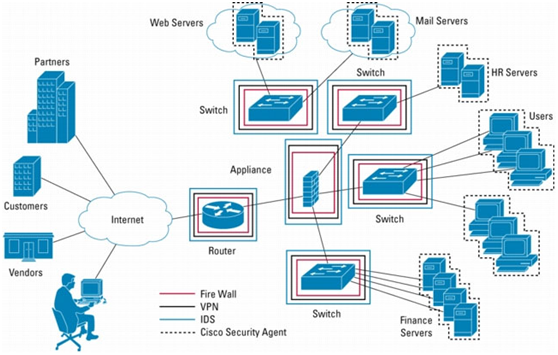 Web Servers
Mail Servers
Partners
Switch
HR Servers
Switch
Users
Appliance
Customers
Internet
Switch
Router
Vendors
Fire Wall
VPN
IDS
Cisco Security Agent
Switch
Finance
Servers